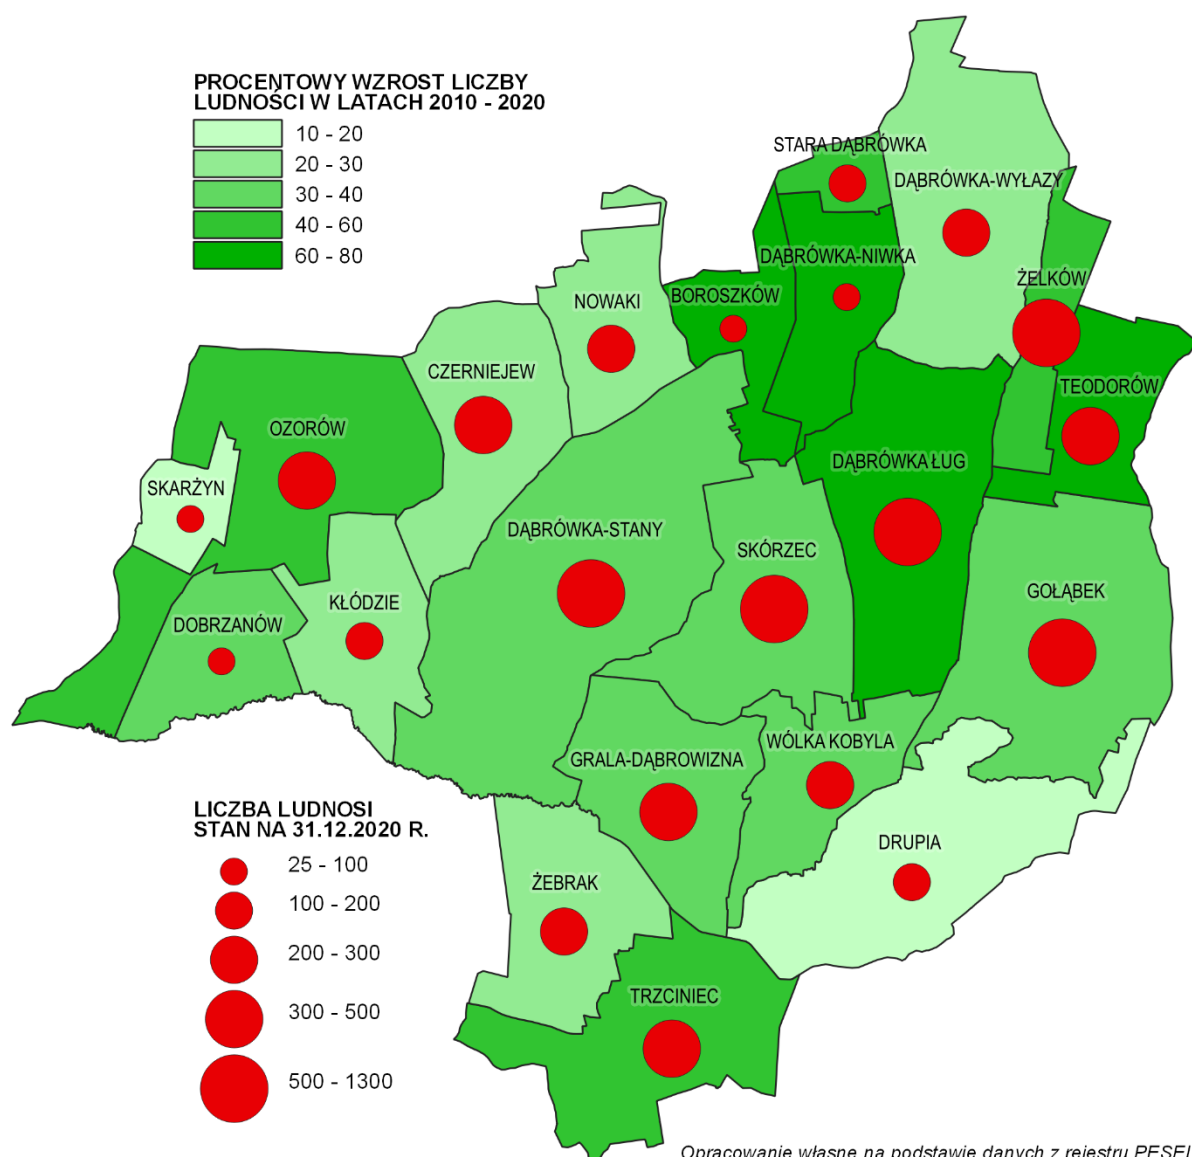 PROCENTOWY WZROST LICZBY
LUDNOŚCI W LATACH 2010 - 2020
10 - 20
20 - 30
30 - 40
40 - 60
60 - 80
STARA DĄBRÓWKA
DĄBRÓWKA-WYŁAZY
DĄBRÓWKA-NIWKA
ŻELKÓW
BOROSZKÓW
NOWAKI
CZERNIEJEW
TEODORÓW
OZORÓW
DĄBRÓWKA ŁUG
SKARŻYN
DĄBRÓWKA-STANY
SKÓRZEC
GOŁĄBEK
KŁÓDZIE
DOBRZANÓW
WÓLKA KOBYLA
GRALA-DĄBROWIZNA
DRUPIA
ŻEBRAK
TRZCINIEC
LICZBA LUDNOSI
STAN NA 31.12.2020 R.
25 - 100
100 - 200
200 - 300
300 - 500
500 - 1300
Opracowanie własne na podstawie danych z rejestru PESEL